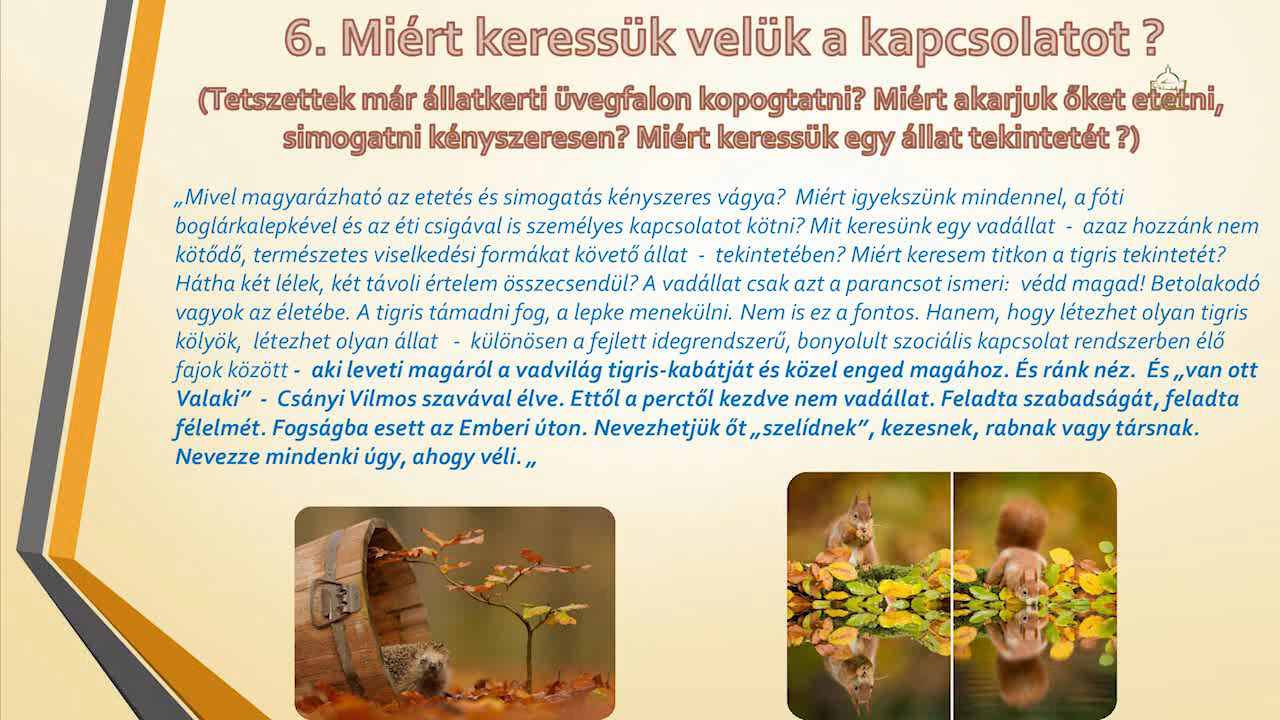 6. Miért keressük velük a kapcsolatot ?
(Tetszettek már állatkerti üvegfalon kopogtatni? Miért akarjuk őket etetni,
simogatni kényszeresen? Miért keressük egy állat tekintetét ?)
„Mivel magyarázható az etetés és simogatás kényszeres vágya?  Miért igyekszünk mindennel, a fóti
boglárkalepkével és az éti csigával is személyes kapcsolatot kötni? Mit keresünk egy vadállat  -  azaz hozzánk nem
kötődő, természetes viselkedési formákat követő állat  -  tekintetében? Miért keresem titkon a tigris tekintetét?
Hátha két lélek, két távoli értelem összecsendül? A vadállat csak azt a parancsot ismeri:  védd magad! Betolakodó
vagyok az életébe. A tigris támadni fog, a lepke menekülni. Nem is ez a fontos. Hanem, hogy létezhet olyan tigris
kölyök,  létezhet olyan állat   -  különösen a fejlett idegrendszerű, bonyolult szociális kapcsolat rendszerben élő
fajok között -  aki leveti magáról a vadvilág tigris-kabátját és közel enged magához. És ránk néz.  És „van ott
Valaki”  -  Csányi Vilmos szavával élve. Ettől a perctől kezdve nem vadállat. Feladta szabadságát, feladta
félelmét. Fogságba esett az Emberi úton. Nevezhetjük őt „szelídnek”, kezesnek, rabnak vagy társnak.
Nevezze mindenki úgy, ahogy véli. „